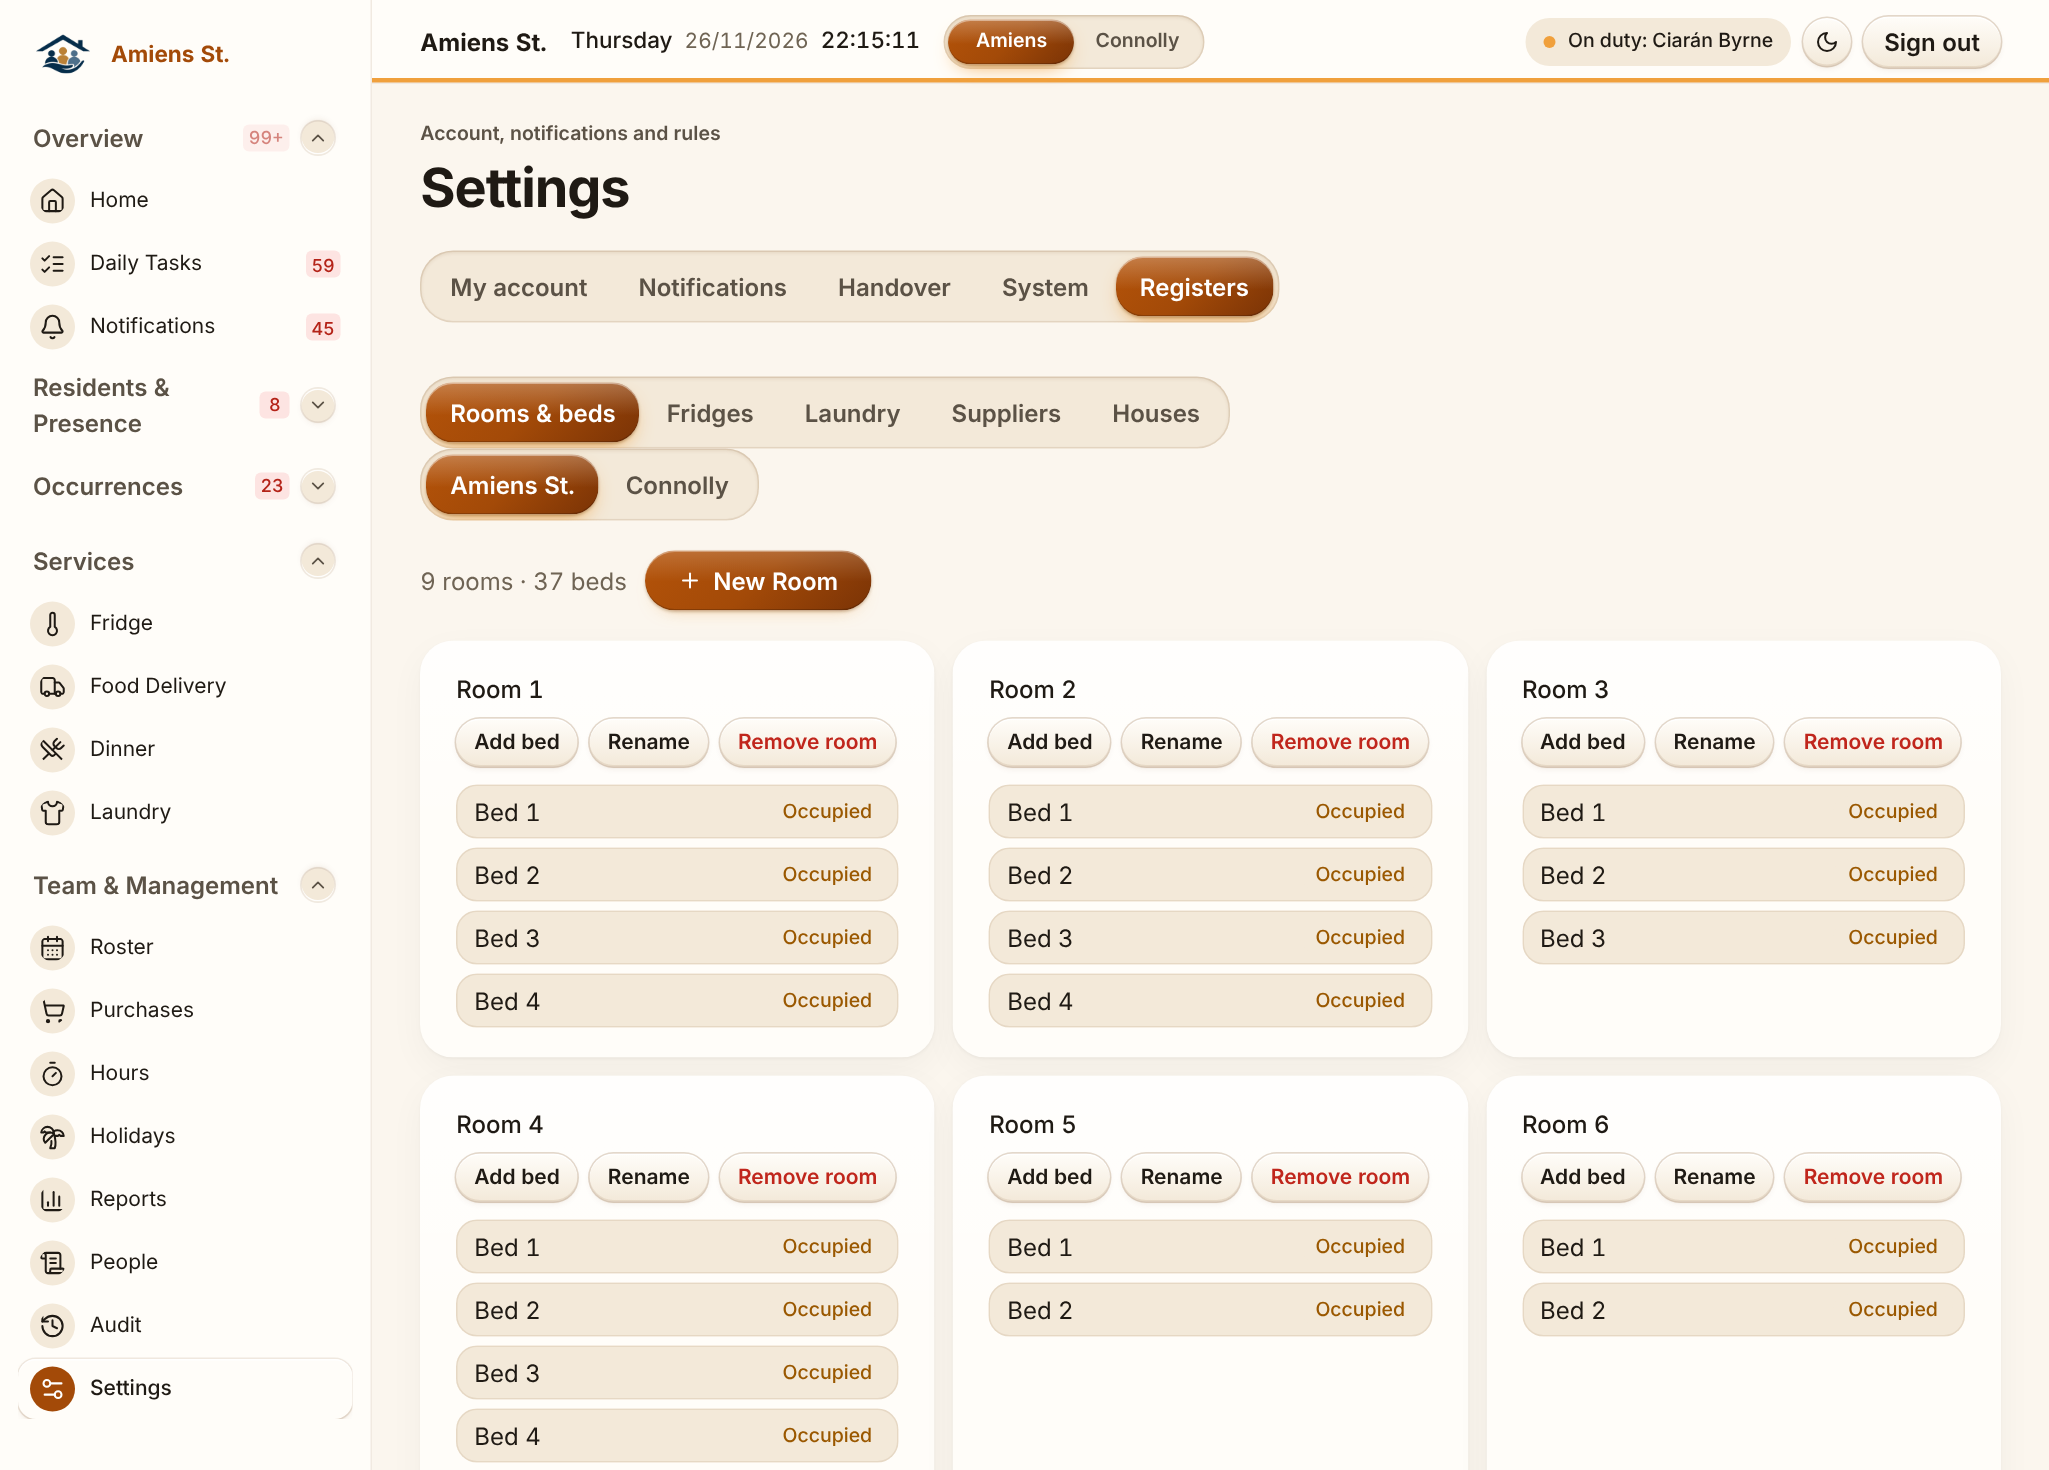 Amiens St.
Overview 99+
Home
Daily Tasks 59
Notifications 45
Residents &
Presence 8
Occurrences 23
Services
Fridge
Food Delivery
Dinner
Laundry
Team & Management
Roster
Purchases
Hours
Holidays
Reports
People
Audit
Settings
Amiens St. Thursday 26/11/2026 22:15:11 Amiens Connolly On duty: Ciarán Byrne Sign out
Account, notifications and rules
Settings
My account Notifications Handover System Registers
Rooms & beds Fridges Laundry Suppliers Houses
Amiens St. Connolly
9 rooms · 37 beds + New Room
Room 1
Add bed Rename Remove room
Bed 1 Occupied
Bed 2 Occupied
Bed 3 Occupied
Bed 4 Occupied
Room 2
Add bed Rename Remove room
Bed 1 Occupied
Bed 2 Occupied
Bed 3 Occupied
Bed 4 Occupied
Room 3
Add bed Rename Remove room
Bed 1 Occupied
Bed 2 Occupied
Bed 3 Occupied
Room 4
Add bed Rename Remove room
Bed 1 Occupied
Bed 2 Occupied
Bed 3 Occupied
Bed 4 Occupied
Room 5
Add bed Rename Remove room
Bed 1 Occupied
Bed 2 Occupied
Room 6
Add bed Rename Remove room
Bed 1 Occupied
Bed 2 Occupied